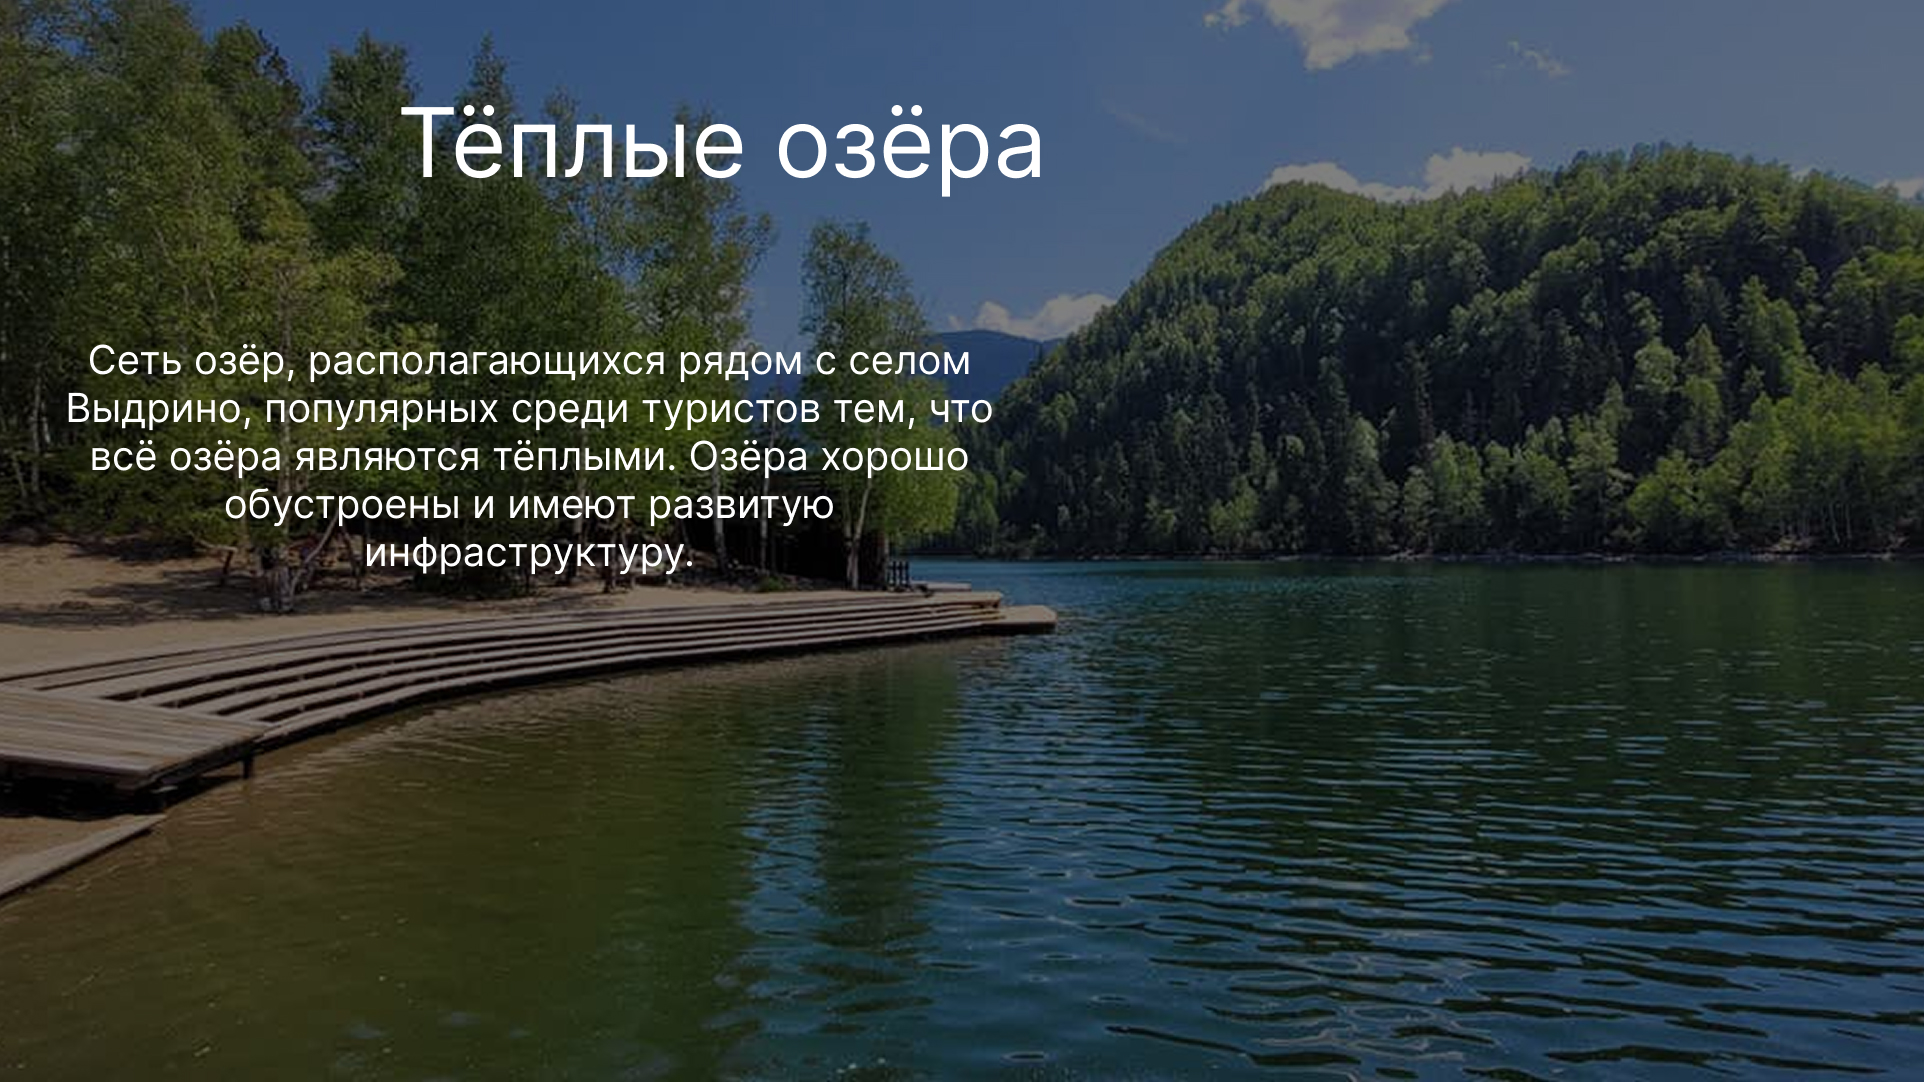 Тёплые озёра
Сеть озёр, располагающихся рядом с селом
Выдрино, популярных среди туристов тем, что
всё озёра являются тёплыми. Озёра хорошо
обустроены и имеют развитую
инфраструктуру.